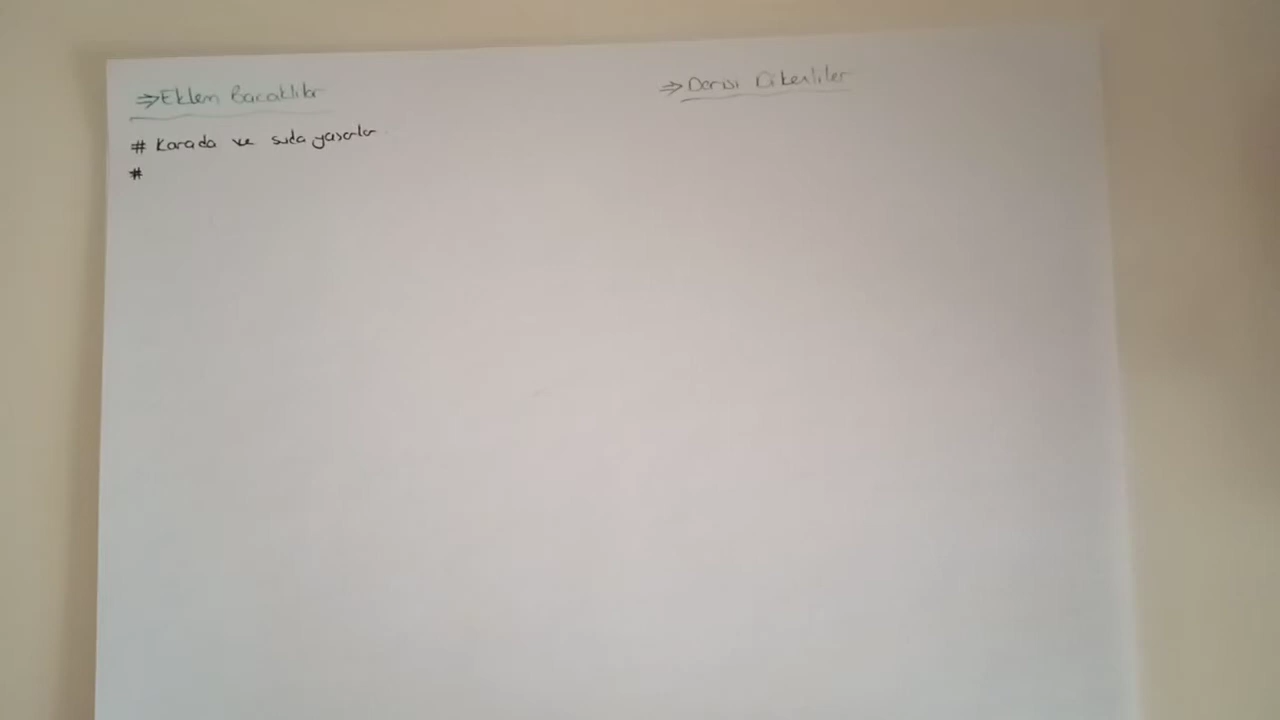 ⇒Eklem Bacaklılar
# Karada ve suda yaşarlar
#
⇒Derisi Dikenliler